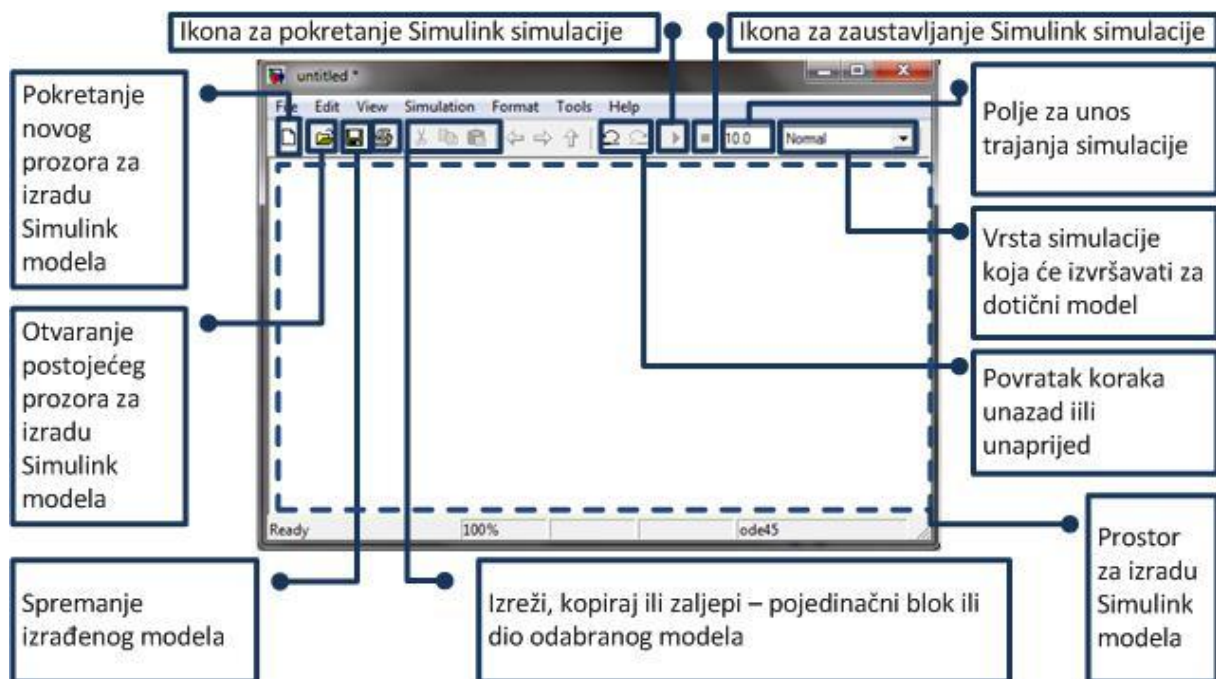 Ikona za pokretanje Simulink simulacije
Ikona za zaustavljanje Simulink simulacije
Pokretanje
novog
prozora za
izradu
Simulink
modela
Otvaranje
postojećeg
prozora za
izradu
Simulink
modela
Spremanje
izrađenog modela
untitled *
File Edit View Simulation Format Tools Help
10.0 Normal
Ready 100% ode45
Izreži, kopiraj ili zaljepi – pojedinačni blok ili
dio odabranog modela
Polje za unos
trajanja simulacije
Vrsta simulacije
koja će izvršavati za
dotični model
Povratak koraka
unazad iili
unaprijed
Prostor
za izradu
Simulink
modela